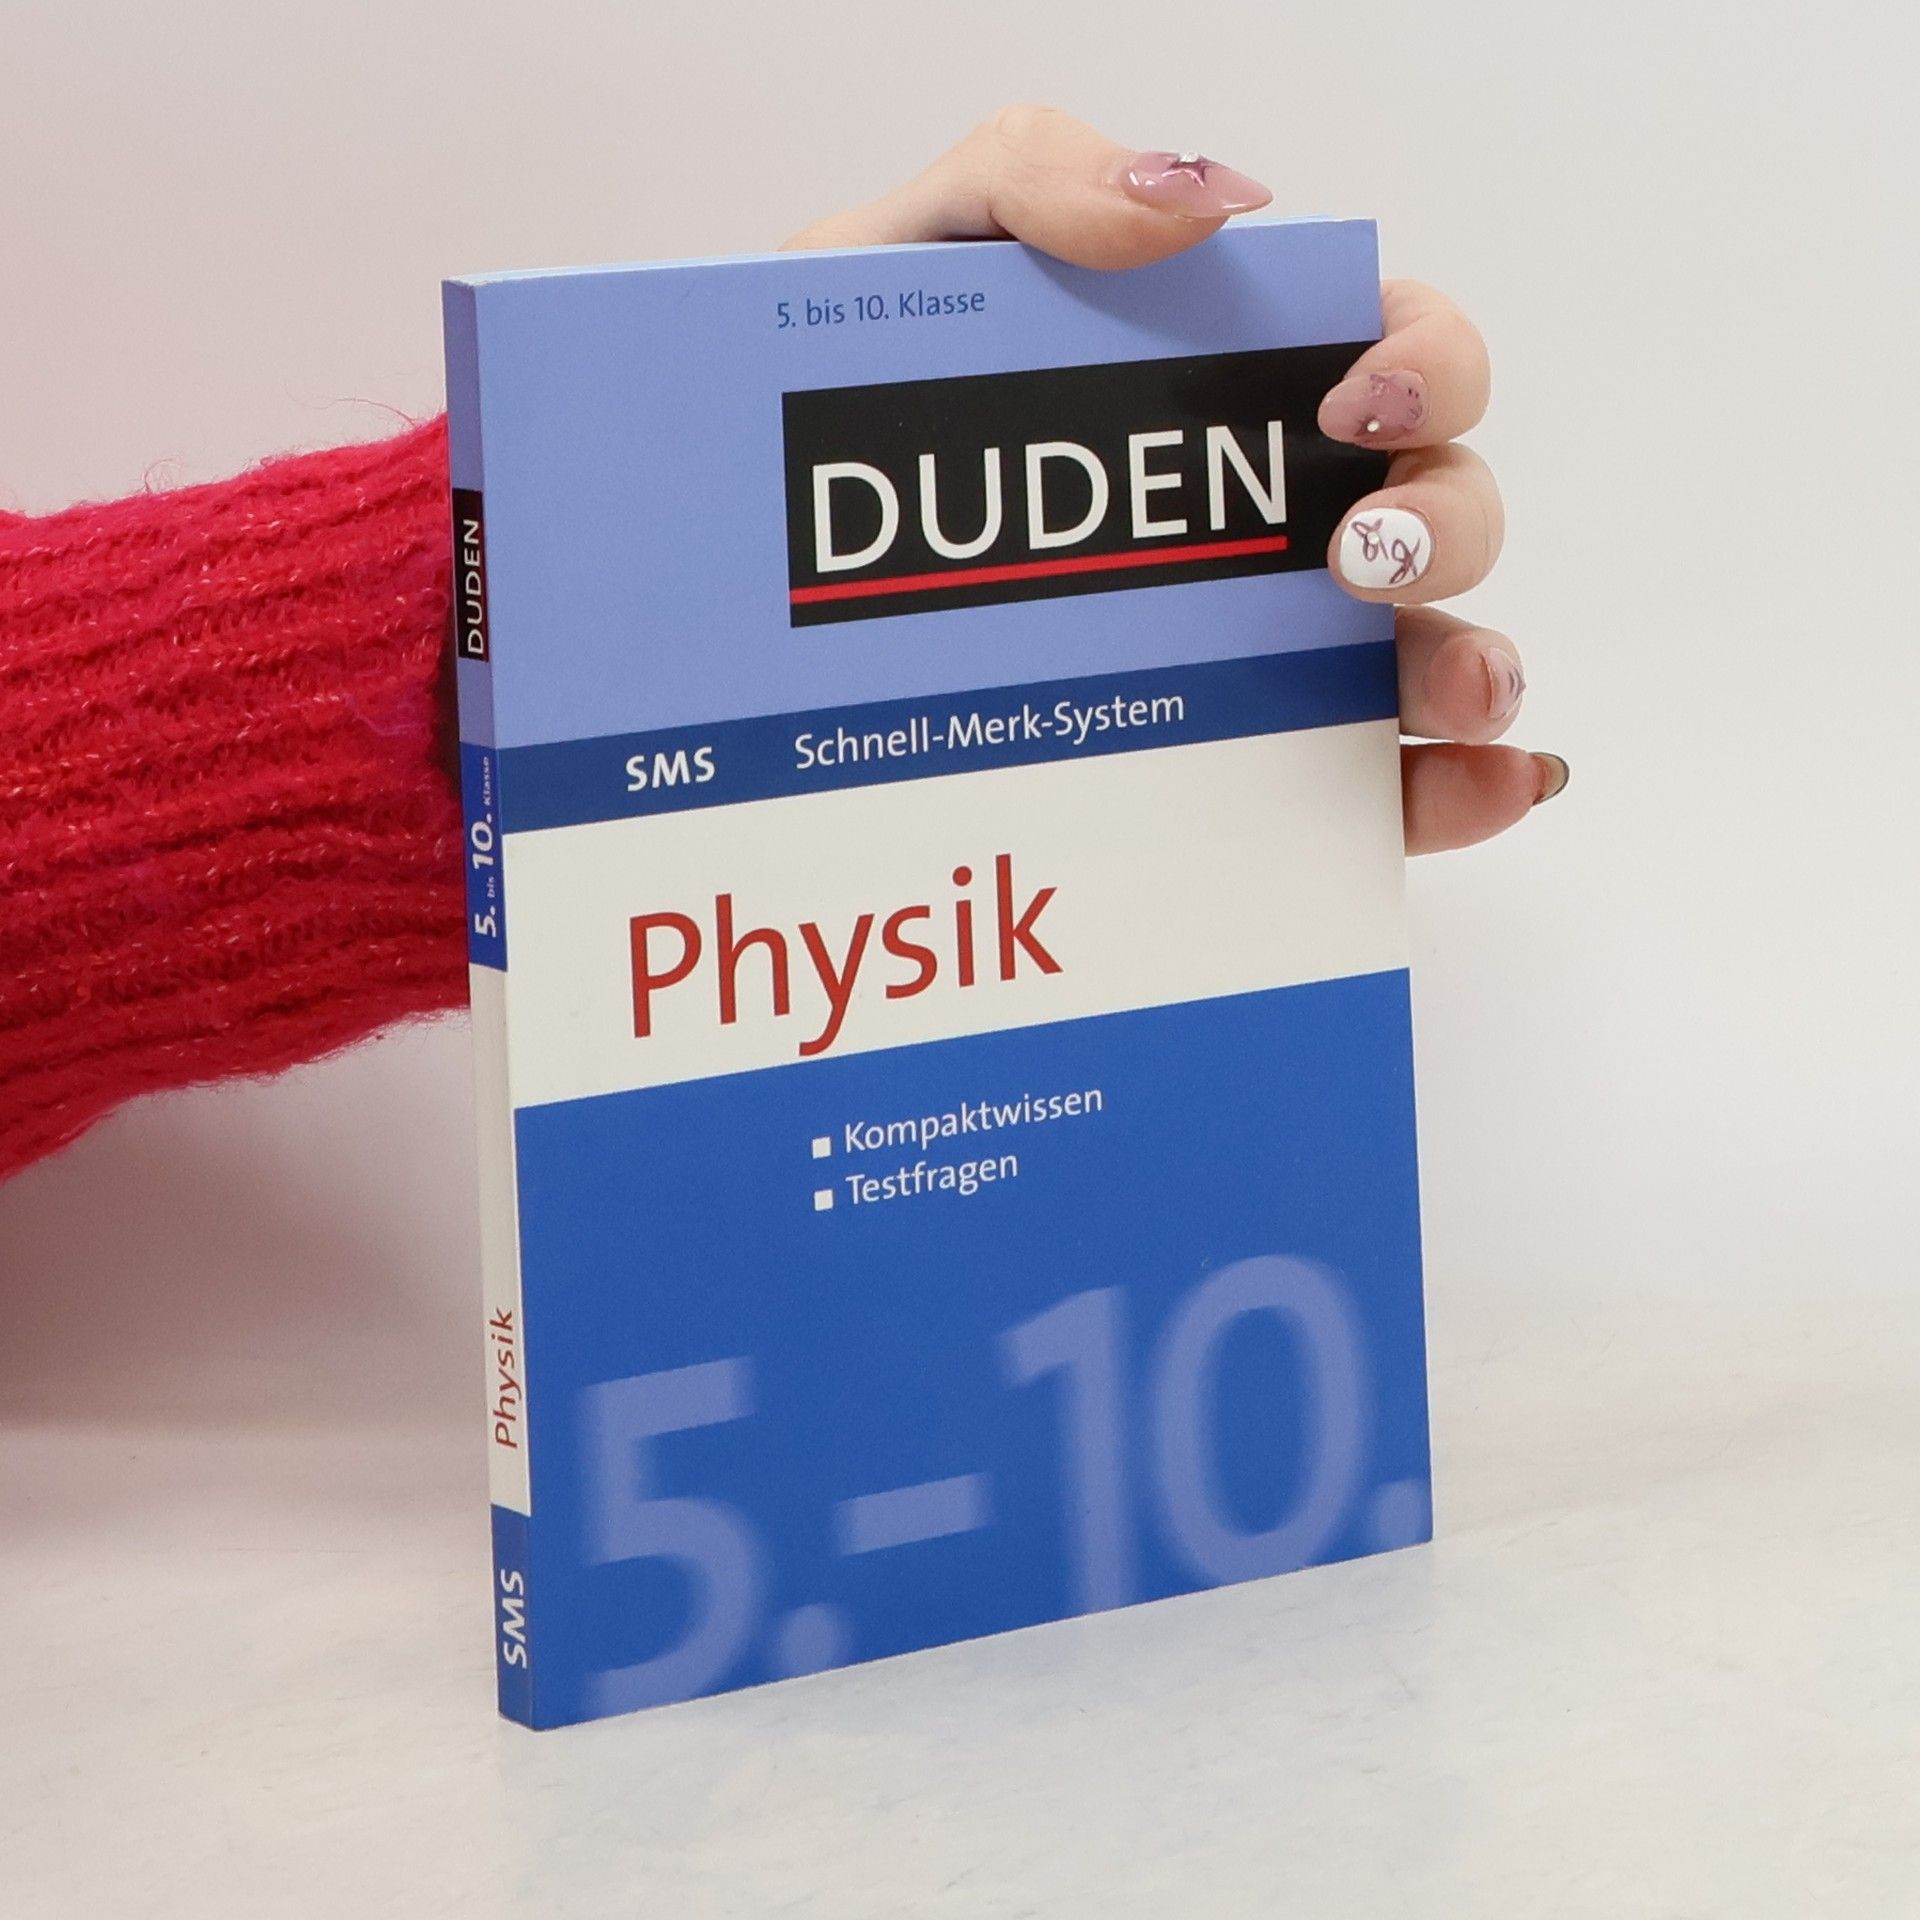 5. bis 10. Klasse
DUDEN
SMS Schnell-Merk-System
Physik
Kompaktwissen
Testfragen
5.–10.
DUDEN
5. bis 10. Klasse
Physik
SMS